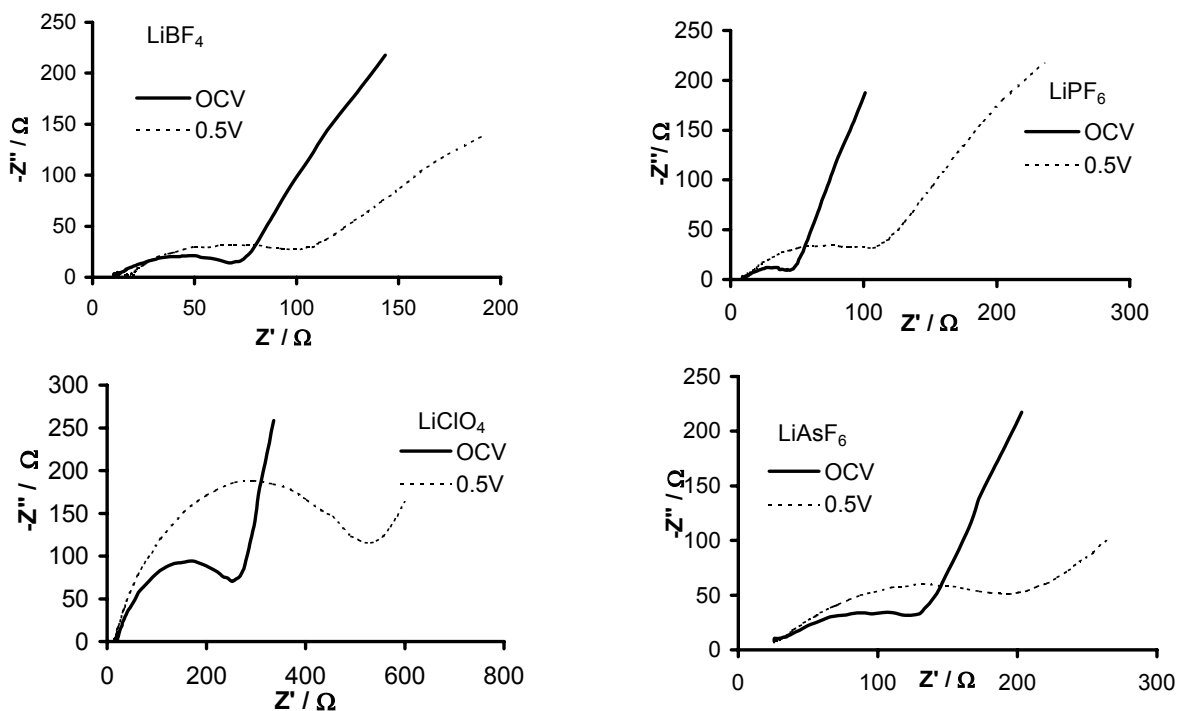 250
200
150
100
50
0
-Z" / Ω
LiBF4
OCV
0.5V
0 50 100 150 200
Z' / Ω
250
200
150
100
50
0
-Z"/ Ω
LiPF6
OCV
0.5V
0 100 200 300
Z' / Ω
300
250
200
150
100
50
0
-Z" / Ω
LiClO4
OCV
0.5V
0 200 400 600 800
Z' / Ω
250
200
150
100
50
0
-Z"/ Ω
LiAsF6
OCV
0.5V
0 100 200 300
Z' / Ω